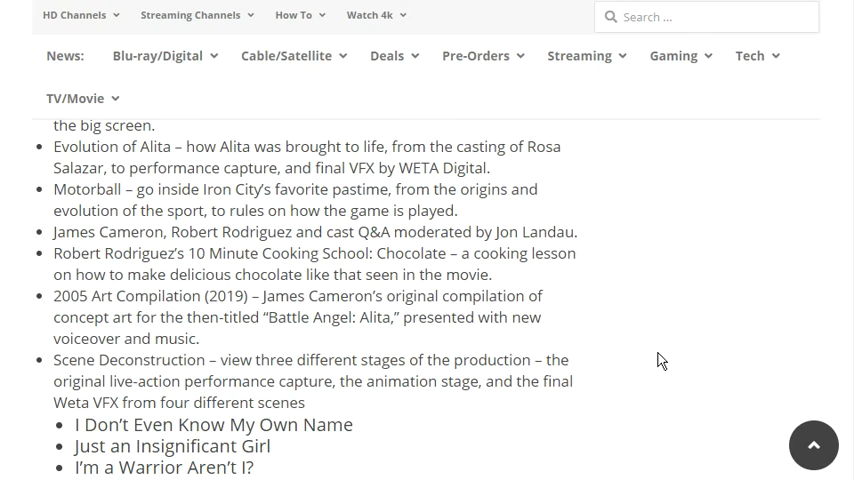 HD Channels Streaming Channels How To Watch 4k Search ...
News: Blu-ray/Digital Cable/Satellite Deals Pre-Orders Streaming Gaming Tech
TV/Movie
the big screen.
Evolution of Alita – how Alita was brought to life, from the casting of Rosa
Salazar, to performance capture, and final VFX by WETA Digital.
Motorball – go inside Iron City’s favorite pastime, from the origins and
evolution of the sport, to rules on how the game is played.
James Cameron, Robert Rodriguez and cast Q&A moderated by Jon Landau.
Robert Rodriguez’s 10 Minute Cooking School: Chocolate – a cooking lesson
on how to make delicious chocolate like that seen in the movie.
2005 Art Compilation (2019) – James Cameron’s original compilation of
concept art for the then-titled “Battle Angel: Alita,” presented with new
voiceover and music.
Scene Deconstruction – view three different stages of the production – the
original live-action performance capture, the animation stage, and the final
Weta VFX from four different scenes
I Don’t Even Know My Own Name
Just an Insignificant Girl
I’m a Warrior Aren’t I?